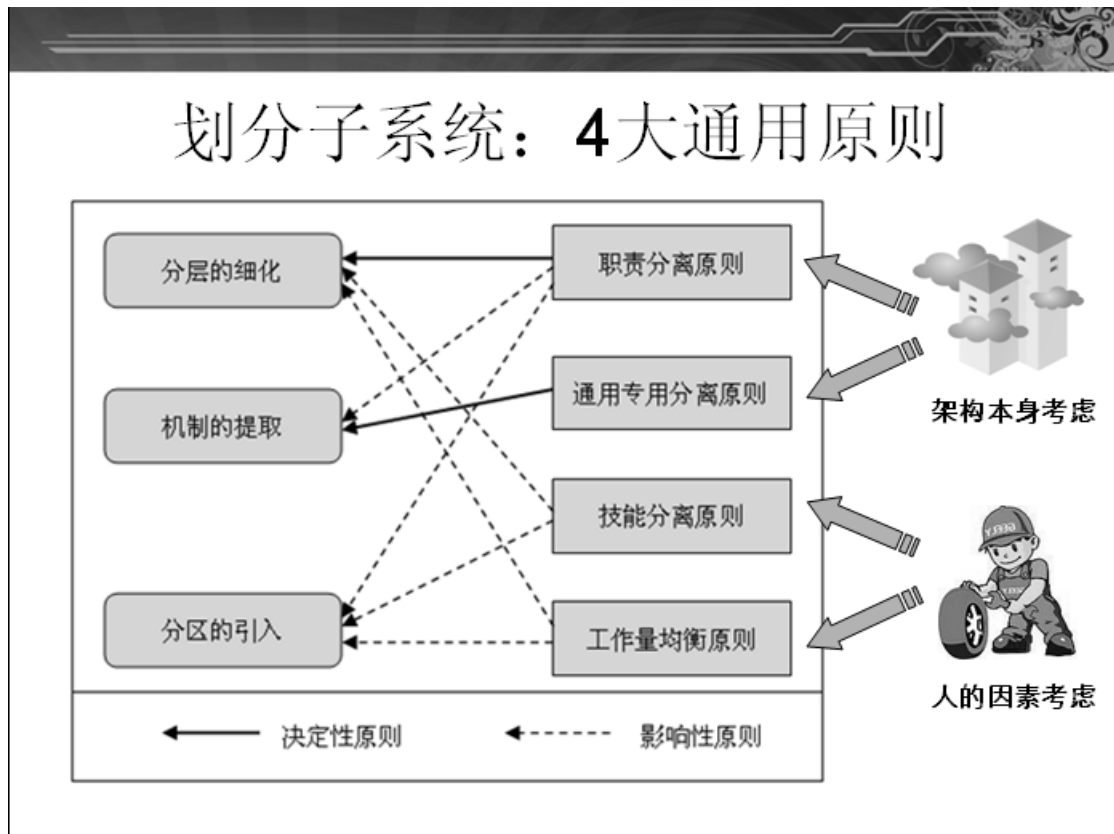 划分子系统：4大通用原则
分层的细化
职责分离原则
机制的提取
通用专用分离原则
架构本身考虑
技能分离原则
分区的引入
工作量均衡原则
人的因素考虑
决定性原则
影响性原则